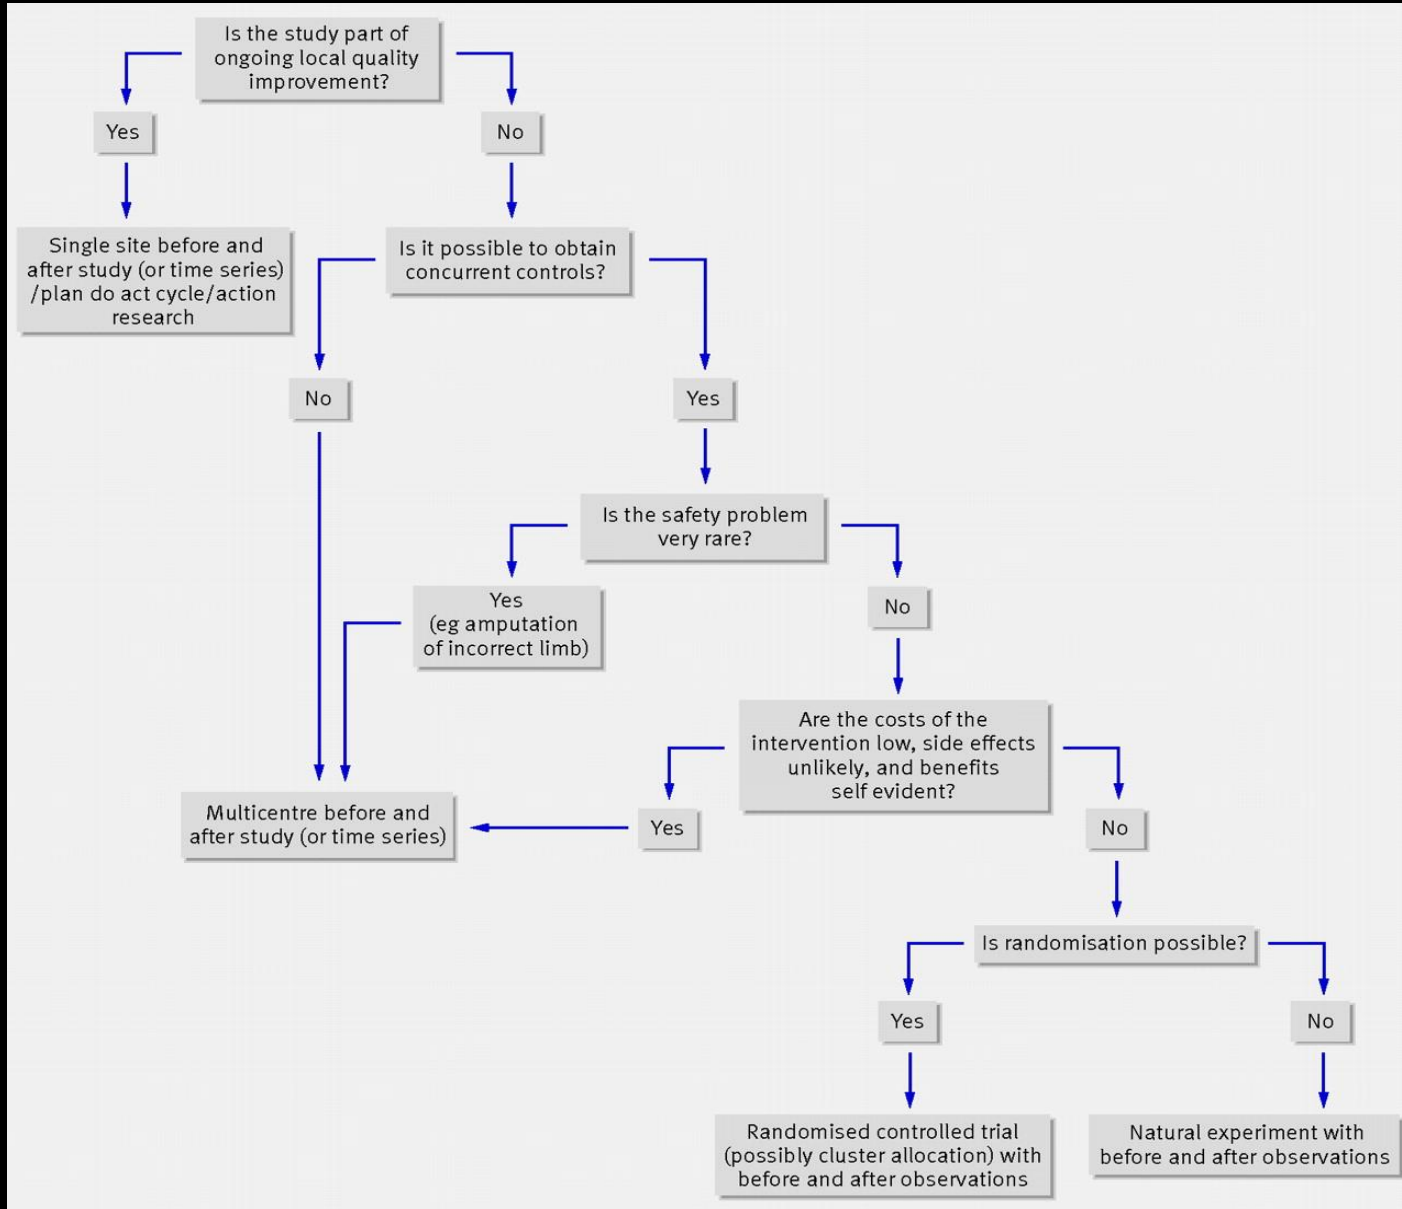 Is the study part of
ongoing local quality
improvement?
Yes
No
Single site before and
after study (or time series)
/plan do act cycle/action
research
Is it possible to obtain
concurrent controls?
No
Yes
Is the safety problem
very rare?
Yes
(eg amputation
of incorrect limb)
No
Are the costs of the
intervention low, side effects
unlikely, and benefits
self evident?
Multicentre before and
after study (or time series)
Yes
No
Is randomisation possible?
Yes
No
Randomised controlled trial
(possibly cluster allocation) with
before and after observations
Natural experiment with
before and after observations